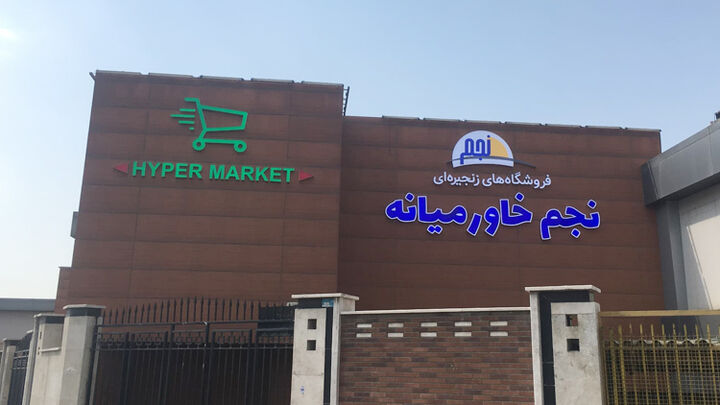 HYPER MARKET
نجم
فروشگاه‌های زنجیره‌ای
نجم خاورمیانه